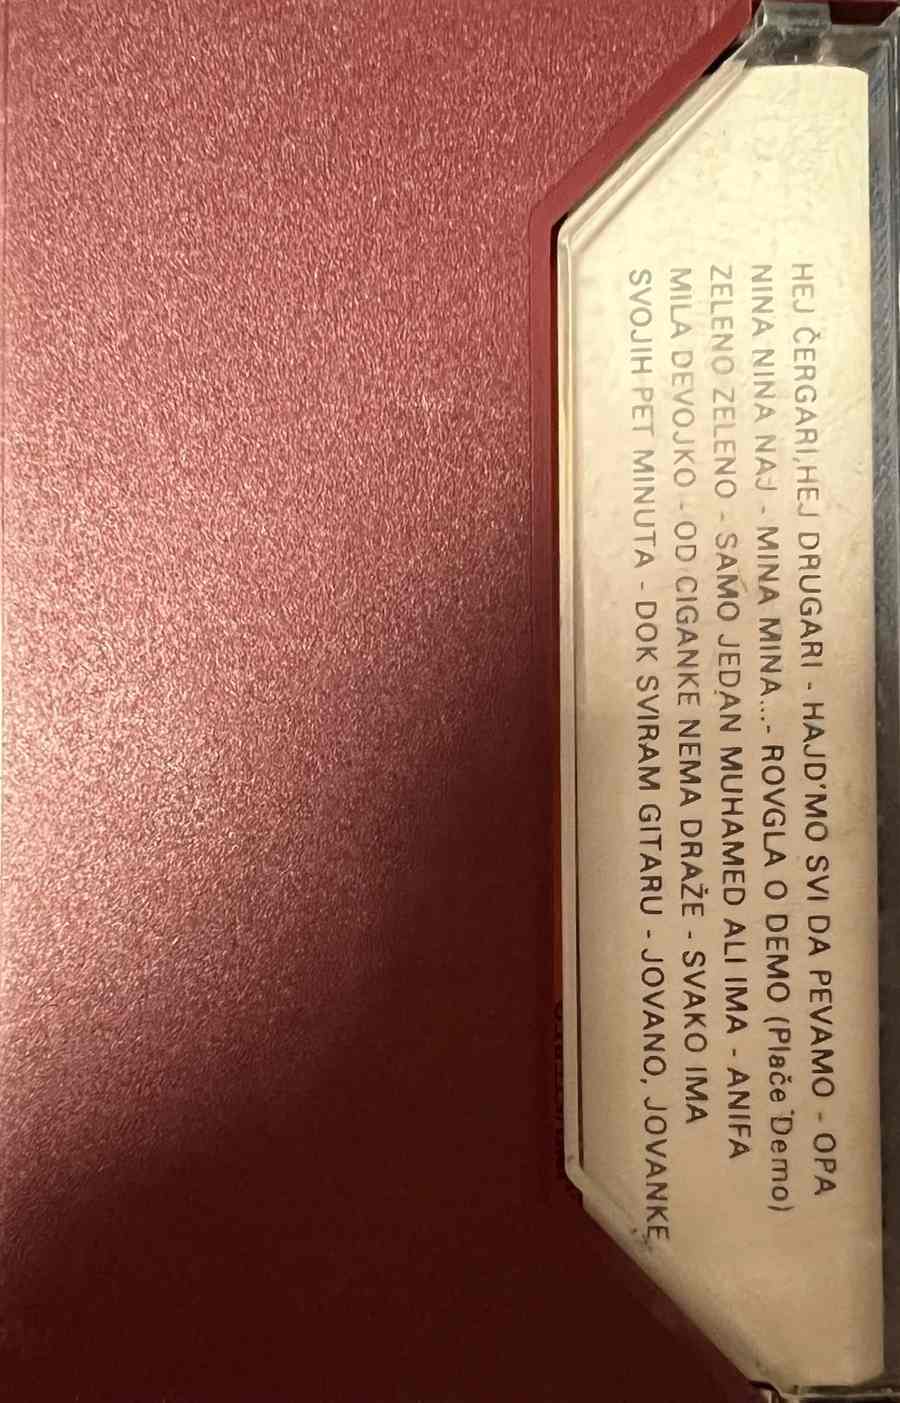 HEJ ČERGARI, HEJ DRUGARI - HAJD'MO SVI DA PEVAMO - OPA
NINA NINA NAJ - MINA MINA...- ROVGLA O DEMO (Plače Demo)
ZELENO ZELENO - SAMO JEDAN MUHAMED ALI IMA - ANIFA
MILA DEVOJKO - OD CIGANKE NEMA DRAŽE - SVAKO IMA
SVOJIH PET MINUTA - DOK SVIRAM GITARU - JOVANO, JOVANKE